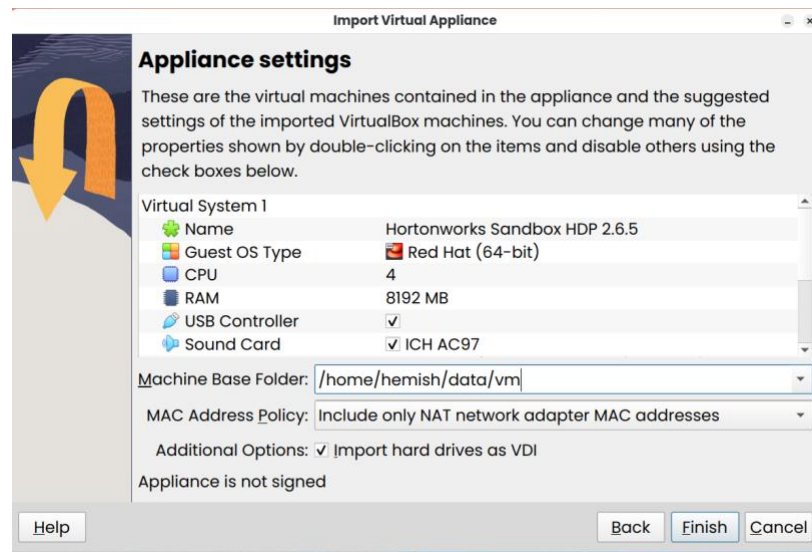 Import Virtual Appliance
Appliance settings
These are the virtual machines contained in the appliance and the suggested
settings of the imported VirtualBox machines. You can change many of the
properties shown by double-clicking on the items and disable others using the
check boxes below.
Virtual System 1
Name Hortonworks Sandbox HDP 2.6.5
Guest OS Type Red Hat (64-bit)
CPU 4
RAM 8192 MB
USB Controller
Sound Card ICH AC97
Machine Base Folder: /home/hemish/data/vm
MAC Address Policy: Include only NAT network adapter MAC addresses
Additional Options: Import hard drives as VDI
Appliance is not signed
Help Back Finish Cancel